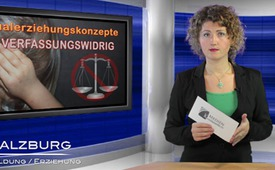 ualerziehungskonzepte
VERFASSUNGSWIDRIG
ALZBURG
LDUNG / ERZIEHUNG